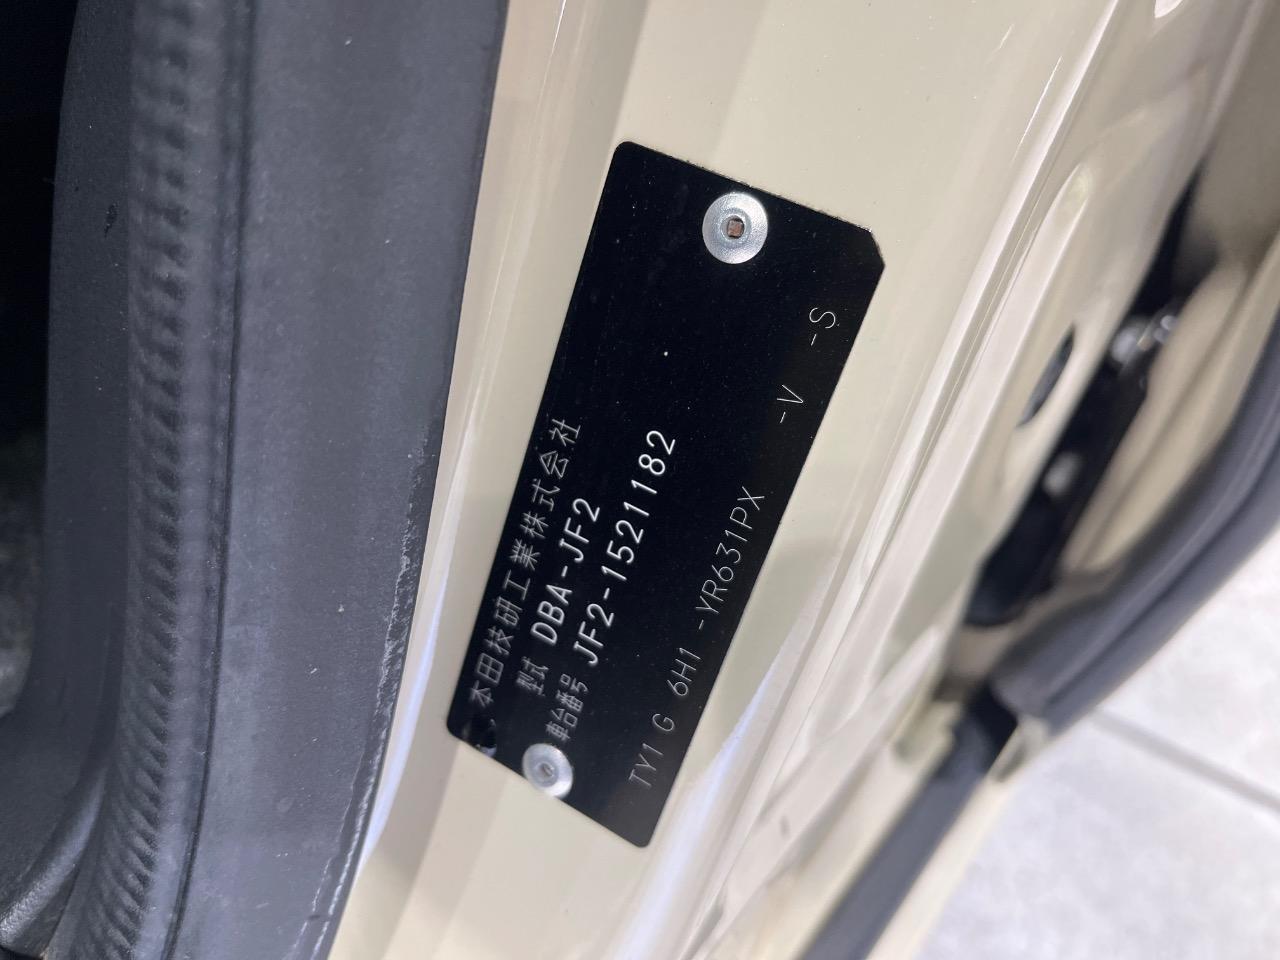 本田技研工業株式会社
型式 DBA-JF2
車台番号 JF2-1521182
TY1 G 6H1 -YR631PX -V -S